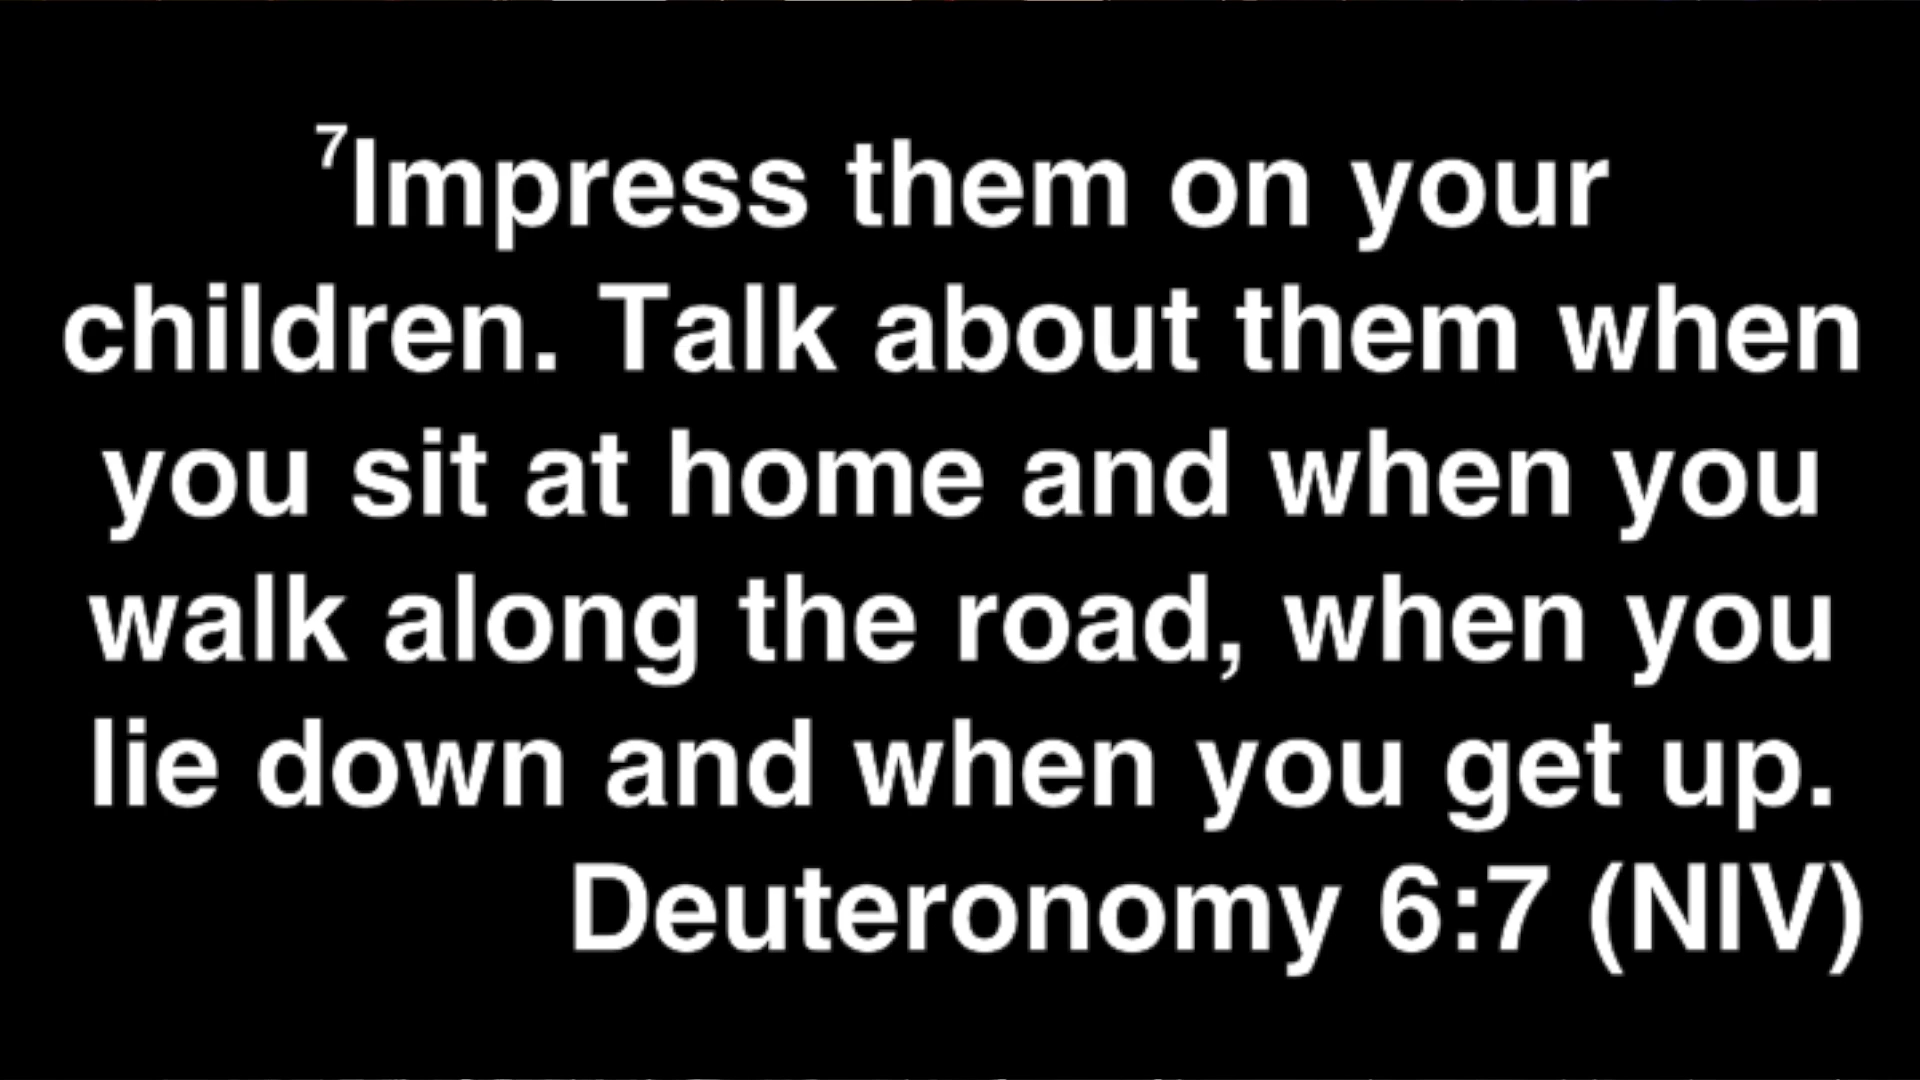 ⁷Impress them on your
children. Talk about them when
you sit at home and when you
walk along the road, when you
lie down and when you get up.
Deuteronomy 6:7 (NIV)